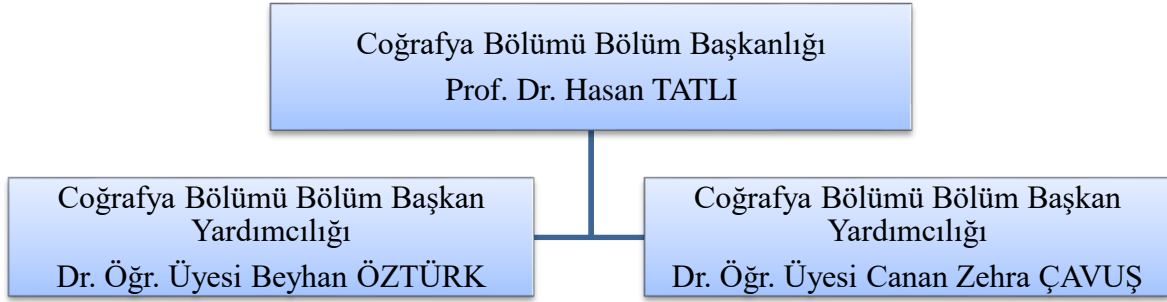 Coğrafya Bölümü Bölüm Başkanlığı
Prof. Dr. Hasan TATLI
Coğrafya Bölümü Bölüm Başkan
Yardımcılığı
Dr. Öğr. Üyesi Beyhan ÖZTÜRK
Coğrafya Bölümü Bölüm Başkan
Yardımcılığı
Dr. Öğr. Üyesi Canan Zehra ÇAVUŞ